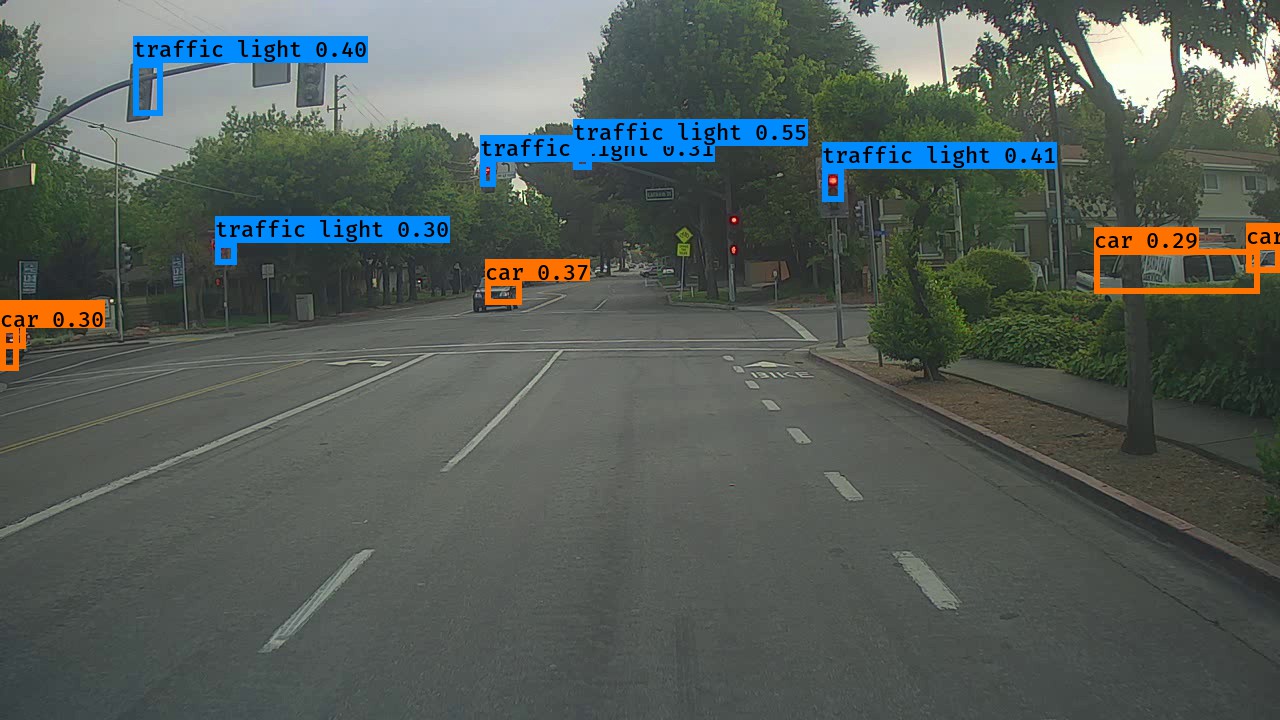 traffic light 0.40
traffic light 0.55
traffic light 0.31
traffic light 0.41
traffic light 0.30
car 0.29
car
car 0.37
car 0.30
BIKE